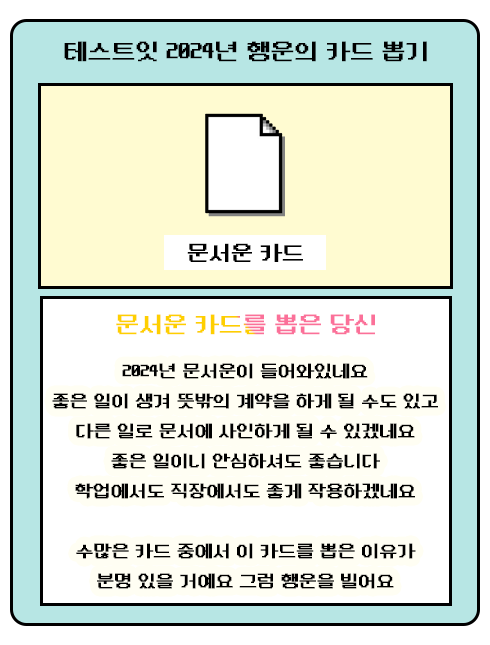 테스트잇 2024년 행운의 카드 뽑기
문서운 카드
문서운 카드를 뽑은 당신
2024년 문서운이 들어와있네요
좋은 일이 생겨 뜻밖의 계약을 하게 될 수도 있고
다른 일로 문서에 사인하게 될 수 있겠네요
좋은 일이니 안심하셔도 좋습니다
학업에서도 직장에서도 좋게 작용하겠네요
수많은 카드 중에서 이 카드를 뽑은 이유가
분명 있을 거예요 그럼 행운을 빌어요